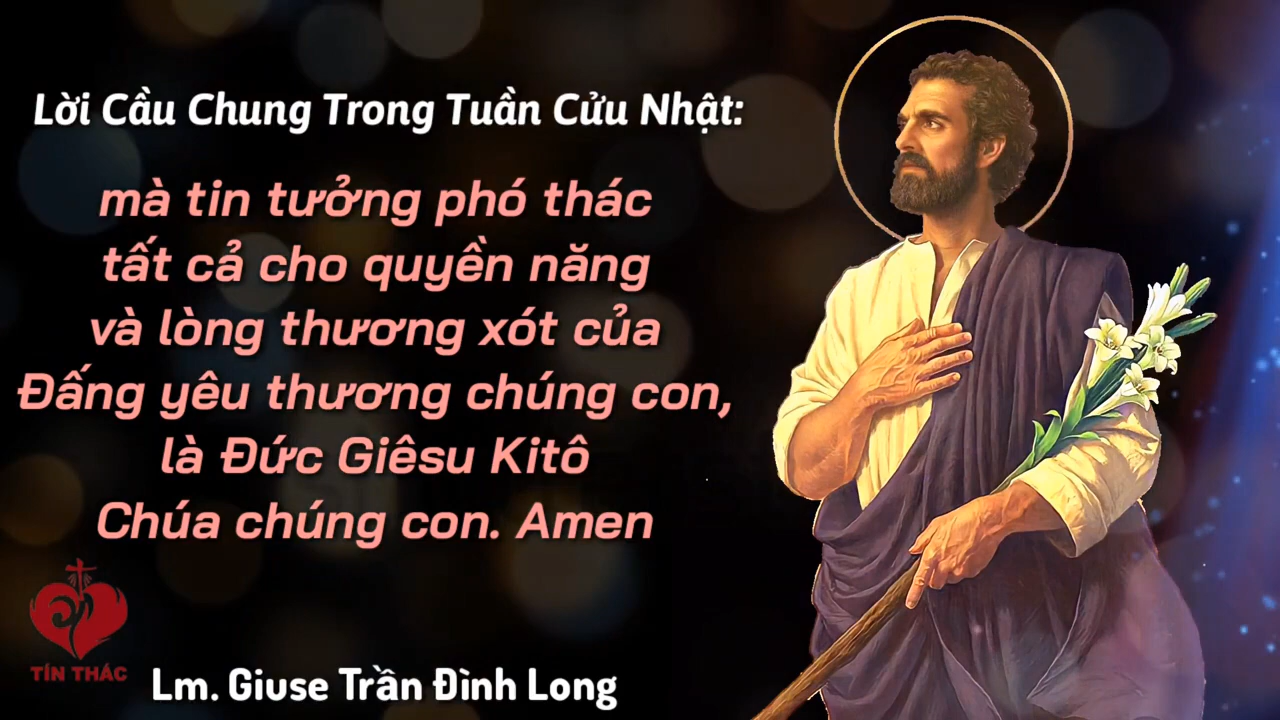 Lời Cầu Chung Trong Tuần Cửu Nhật:
mà tin tưởng phó thác
tất cả cho quyền năng
và lòng thương xót của
Đấng yêu thương chúng con,
là Đức Giêsu Kitô
Chúa chúng con. Amen
TÍN THÁC
Lm. Giuse Trần Đình Long